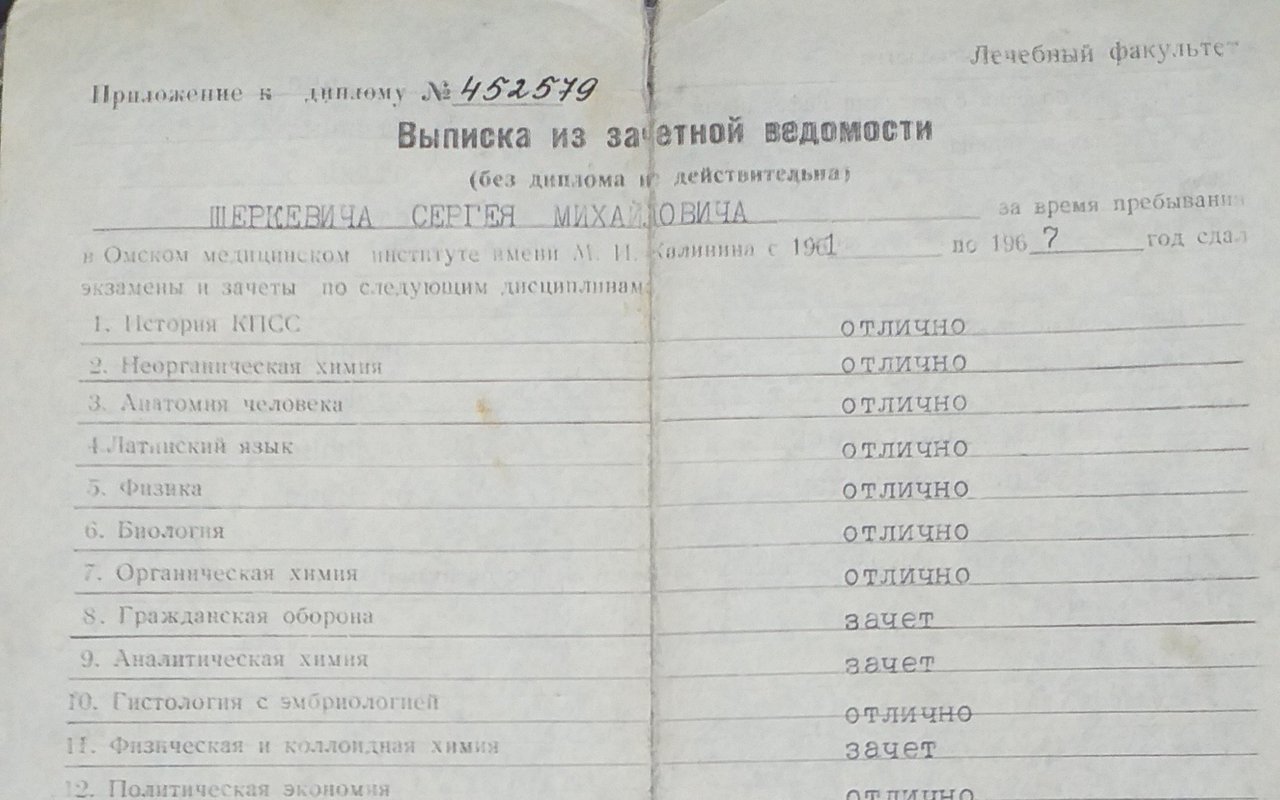 Лечебный факультет
Приложение к диплому № 452579
Выписка из зачетной ведомости
(без диплома не действительна)
ШЕРКЕВИЧА СЕРГЕЯ МИХАЙЛОВИЧА за время пребывания
в Омском медицинском институте имени М. И. Калинина с 1961 по 1967 год сдал
экзамены и зачеты по следующим дисциплинам:
1. История КПСС отлично
2. Неорганическая химия отлично
3. Анатомия человека отлично
4. Латинский язык отлично
5. Физика отлично
6. Биология отлично
7. Органическая химия отлично
8. Гражданская оборона зачет
9. Аналитическая химия зачет
10. Гистология с эмбриологией отлично
11. Физическая и коллоидная химия зачет
12. Политическая экономия отлично